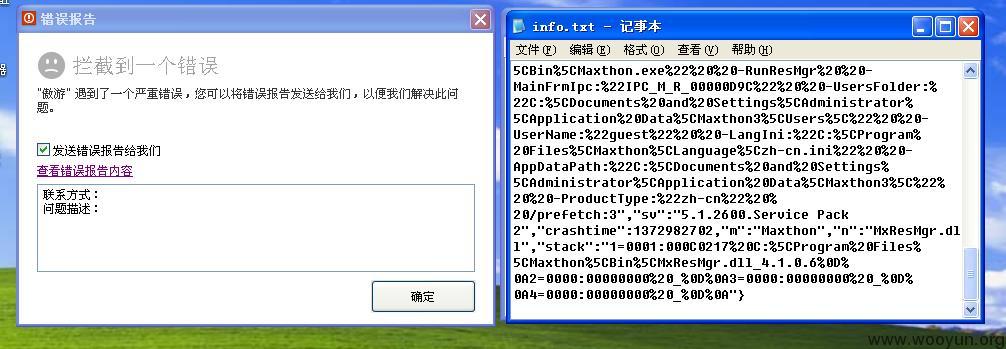 错误报告
拦截到一个错误
"傲游" 遇到了一个严重错误，您可以将错误报告发送给我们，以便我们解决此问
题。
发送错误报告给我们
查看错误报告内容
联系方式：
问题描述：
确定
info.txt - 记事本
文件(F) 编辑(E) 格式(O) 查看(V) 帮助(H)
5CBin%5CMaxthon.exe%22%20%20-RunResMgr%20%20-
MainFrmIpc:%22IPC_M_R_00000D9C%22%20%20-UsersFolder:%
22C:%5CDocuments%20and%20Settings%5CAdministrator%
5CApplication%20Data%5CMaxthon3%5CUsers%5C%22%20%20-
UserName:%22guest%22%20%20-LangIni:%22C:%5CProgram%
20Files%5CMaxthon%5CLanguage%5Czh-cn.ini%22%20%20-
AppDataPath:%22C:%5CDocuments%20and%20Settings%
5CAdministrator%5CApplication%20Data%5CMaxthon3%5C%22%
20%20-ProductType:%22zh-cn%22%20%
20/prefetch:3","sv":"5.1.2600.Service Pack
2","crashtime":1372982702,"m":"Maxthon","n":"MxResMgr.dl
l","stack":"1=0001:000C0217%20C:%5CProgram%20Files%
5CMaxthon%5CBin%5CMxResMgr.dll_4.1.0.6%0D%
0A2=0000:00000000%20_%0D%0A3=0000:00000000%20_%0D%
0A4=0000:00000000%20_%0D%0A"}
www.wooyun.org